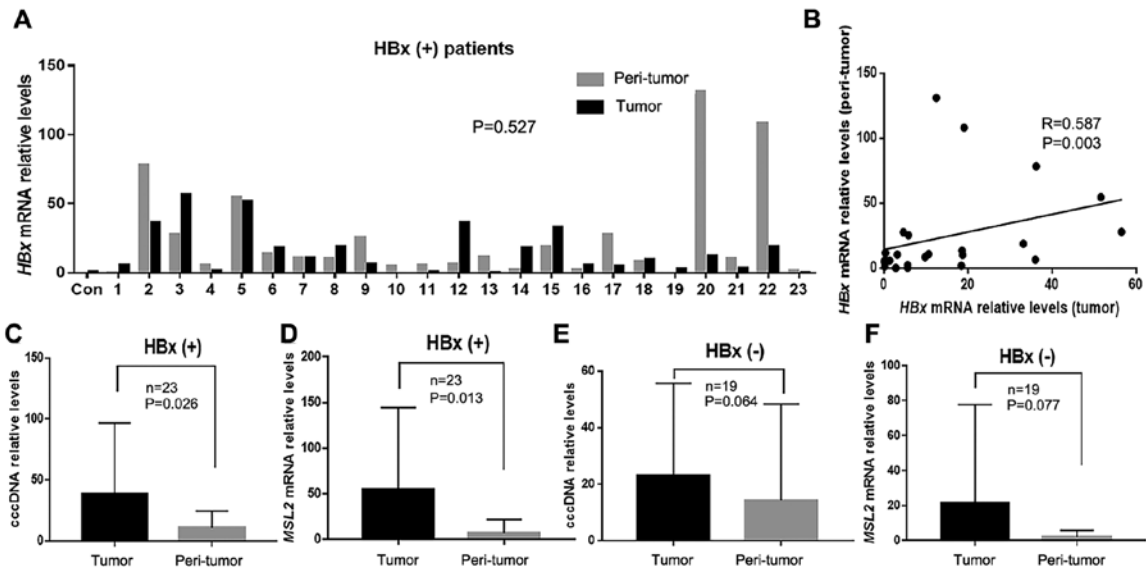 A
HBx (+) patients
HBx mRNA relative levels
150
100
50
0
Peri-tumor
Tumor
P=0.527
Con 1 2 3 4 5 6 7 8 9 10 11 12 13 14 15 16 17 18 19 20 21 22 23
B
HBx mRNA relative levels (peri-tumor)
150
100
50
0
R=0.587
P=0.003
0 20 40 60
HBx mRNA relative levels (tumor)
C
HBx (+)
cccDNA relative levels
150
100
50
0
n=23
P=0.026
Tumor Peri-tumor
D
HBx (+)
MSL2 mRNA relative levels
200
150
100
50
0
n=23
P=0.013
Tumor Peri-tumor
E
HBx (-)
cccDNA relative levels
60
40
20
0
n=19
P=0.064
Tumor Peri-tumor
F
HBx (-)
MSL2 mRNA relative levels
100
80
60
40
20
0
n=19
P=0.077
Tumor Peri-tumor